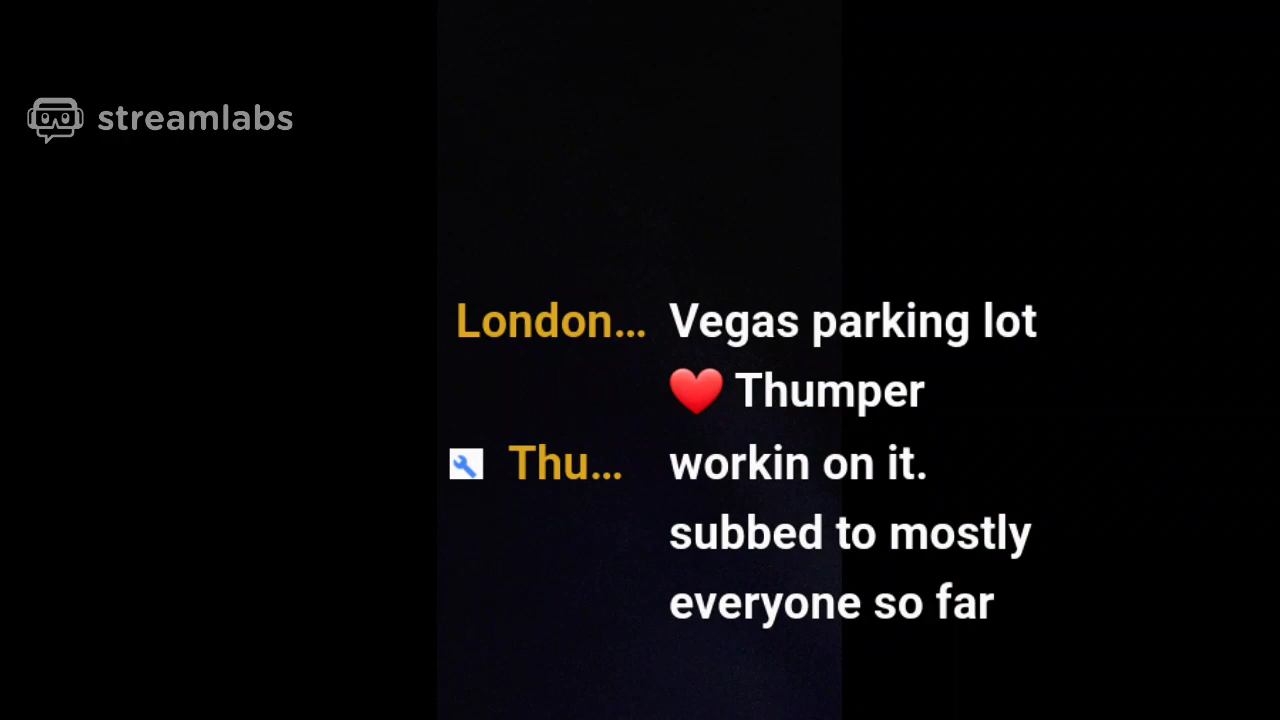 streamlabs
London... Vegas parking lot
❤️ Thumper
Thu... workin on it.
subbed to mostly
everyone so far